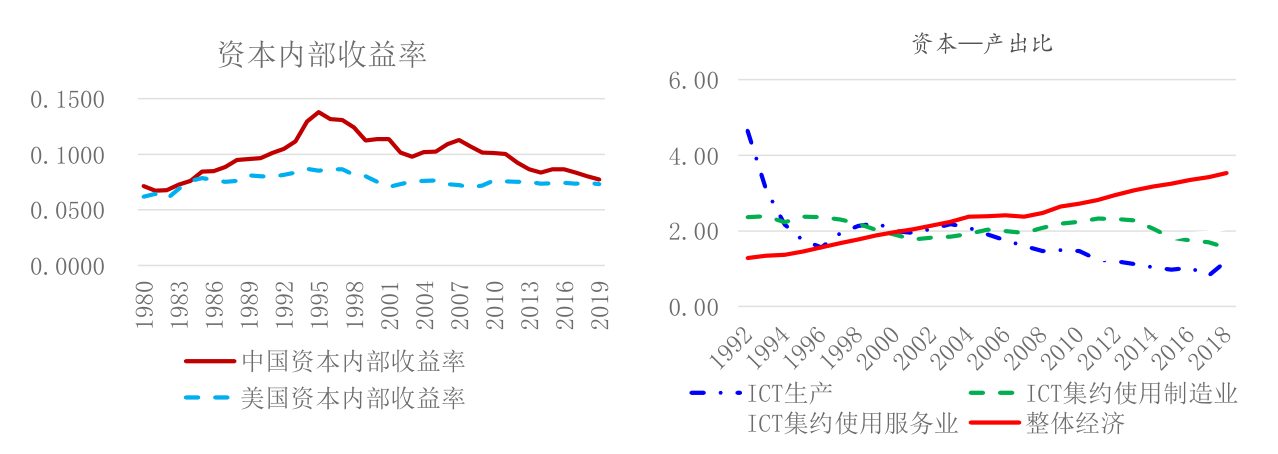 资本内部收益率
0.1500
0.1000
0.0500
0.0000
1980 1983 1986 1989 1992 1995 1998 2001 2004 2007 2010 2013 2016 2019
中国资本内部收益率
美国资本内部收益率
资本—产出比
6.00
4.00
2.00
0.00
1992 1994 1996 1998 2000 2002 2004 2006 2008 2010 2012 2014 2016 2018
ICT生产 ICT集约使用制造业
ICT集约使用服务业 整体经济